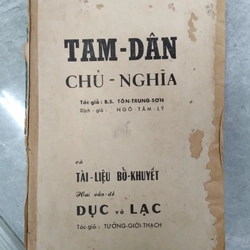 TAM-DÂN
CHỦ-NGHĨA
Tác-giả: B.S. TÔN-TRUNG-SƠN
Dịch-giả: NGÔ-TÂM-LÝ
và
TÀI-LIỆU BỔ-KHUYẾT
Hai vấn-đề
DỤC và LẠC
Tác-giả: TƯỞNG-GIỚI-THẠCH